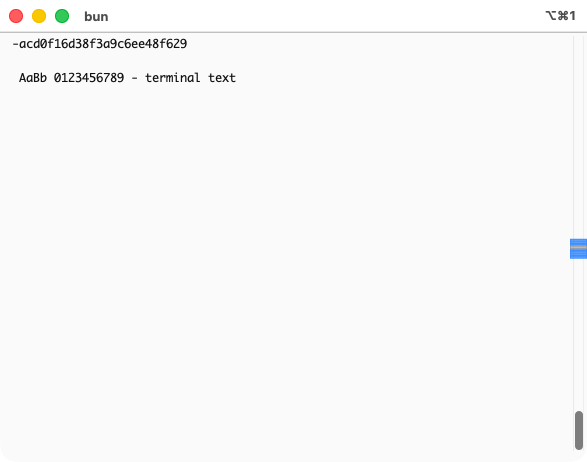 bun
⌥⌘1
-acd0f16d38f3a9c6ee48f629
AaBb 0123456789 - terminal text